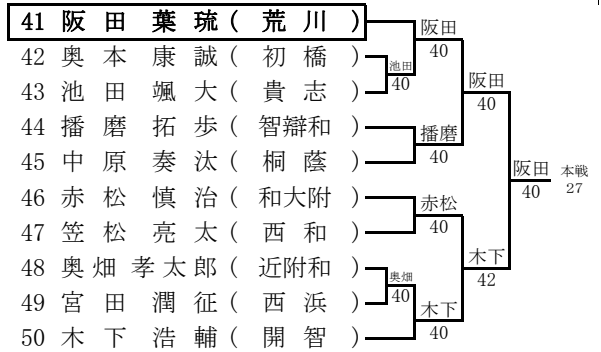 41 阪田 葉琉(荒川)
42 奥本 康誠(初橋)
43 池田 颯大(貴志)
44 播磨 拓歩(智辯和)
45 中原 奏汰(桐蔭)
46 赤松 慎治(和大附)
47 笠松 亮太(西和)
48 奥畑 孝太郎(近附和)
49 宮田 潤征(西浜)
50 木下 浩輔(開智)
池田
40
奥畑
40
阪田
40
播磨
40
赤松
40
木下
40
阪田
40
木下
42
阪田
40
本戦
27